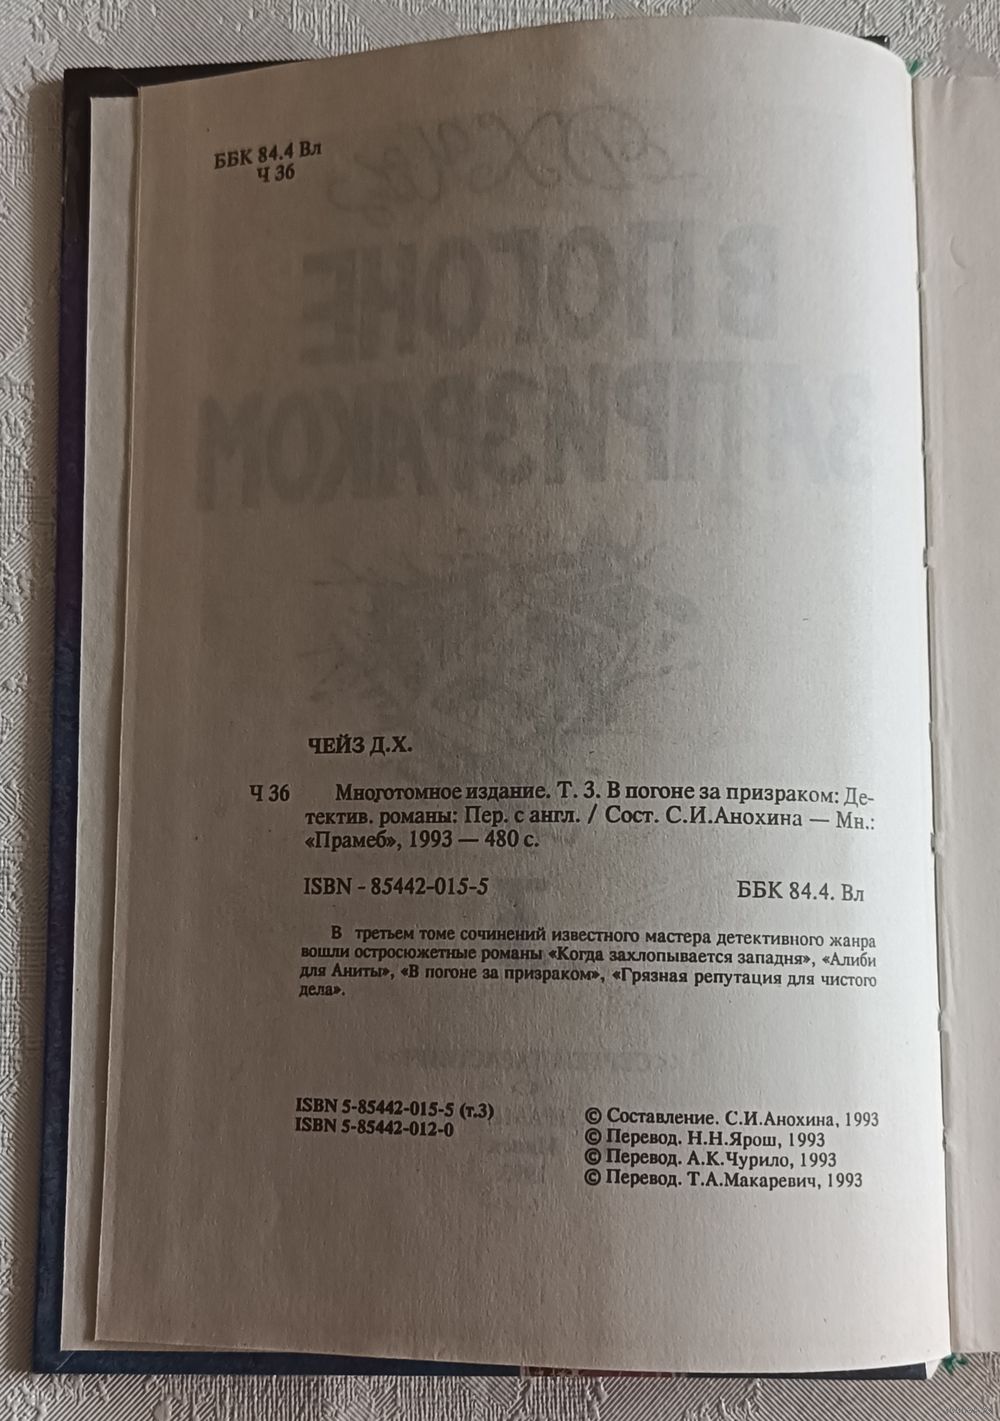 ББК 84.4 Вл
Ч 36
В ПОГОНЕ
ЗА ПРИЗРАКОМ
ЧЕЙЗ Д.Х.
Ч 36 Многотомное издание. Т. 3. В погоне за призраком: Де-
тектив. романы: Пер. с англ. / Сост. С.И.Анохина — Мн.:
«Прамеб», 1993 — 480 с.
ISBN - 85442-015-5 ББК 84.4. Вл
В третьем томе сочинений известного мастера детективного жанра
вошли остросюжетные романы «Когда захлопывается западня», «Алиби
для Аниты», «В погоне за призраком», «Грязная репутация для чистого
дела».
ISBN 5-85442-015-5 (т.3)
ISBN 5-85442-012-0
© Составление. С.И.Анохина, 1993
© Перевод. Н.Н.Ярош, 1993
© Перевод. А.К.Чурило, 1993
© Перевод. Т.А.Макаревич, 1993